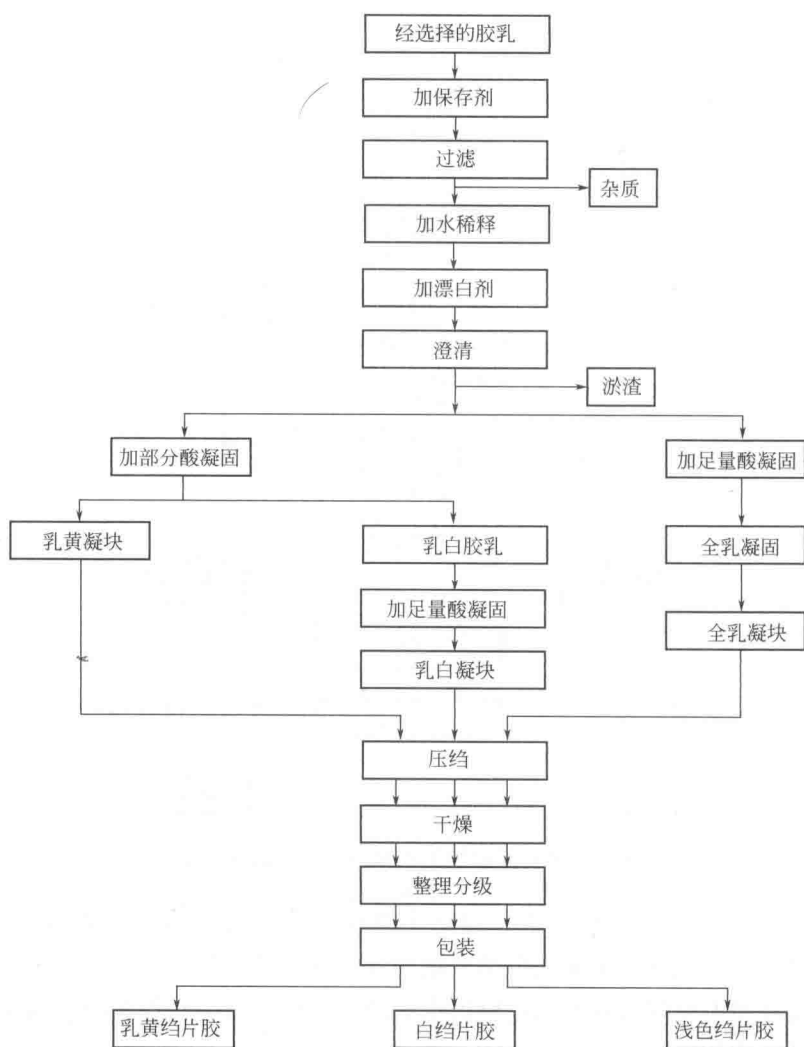 经选择的胶乳
加保存剂
过滤
杂质
加水稀释
加漂白剂
澄清
淤渣
加部分酸凝固
加足量酸凝固
乳黄凝块
乳白胶乳
全乳凝固
加足量酸凝固
全乳凝块
乳白凝块
压绉
干燥
整理分级
包装
乳黄绉片胶
白绉片胶
浅色绉片胶